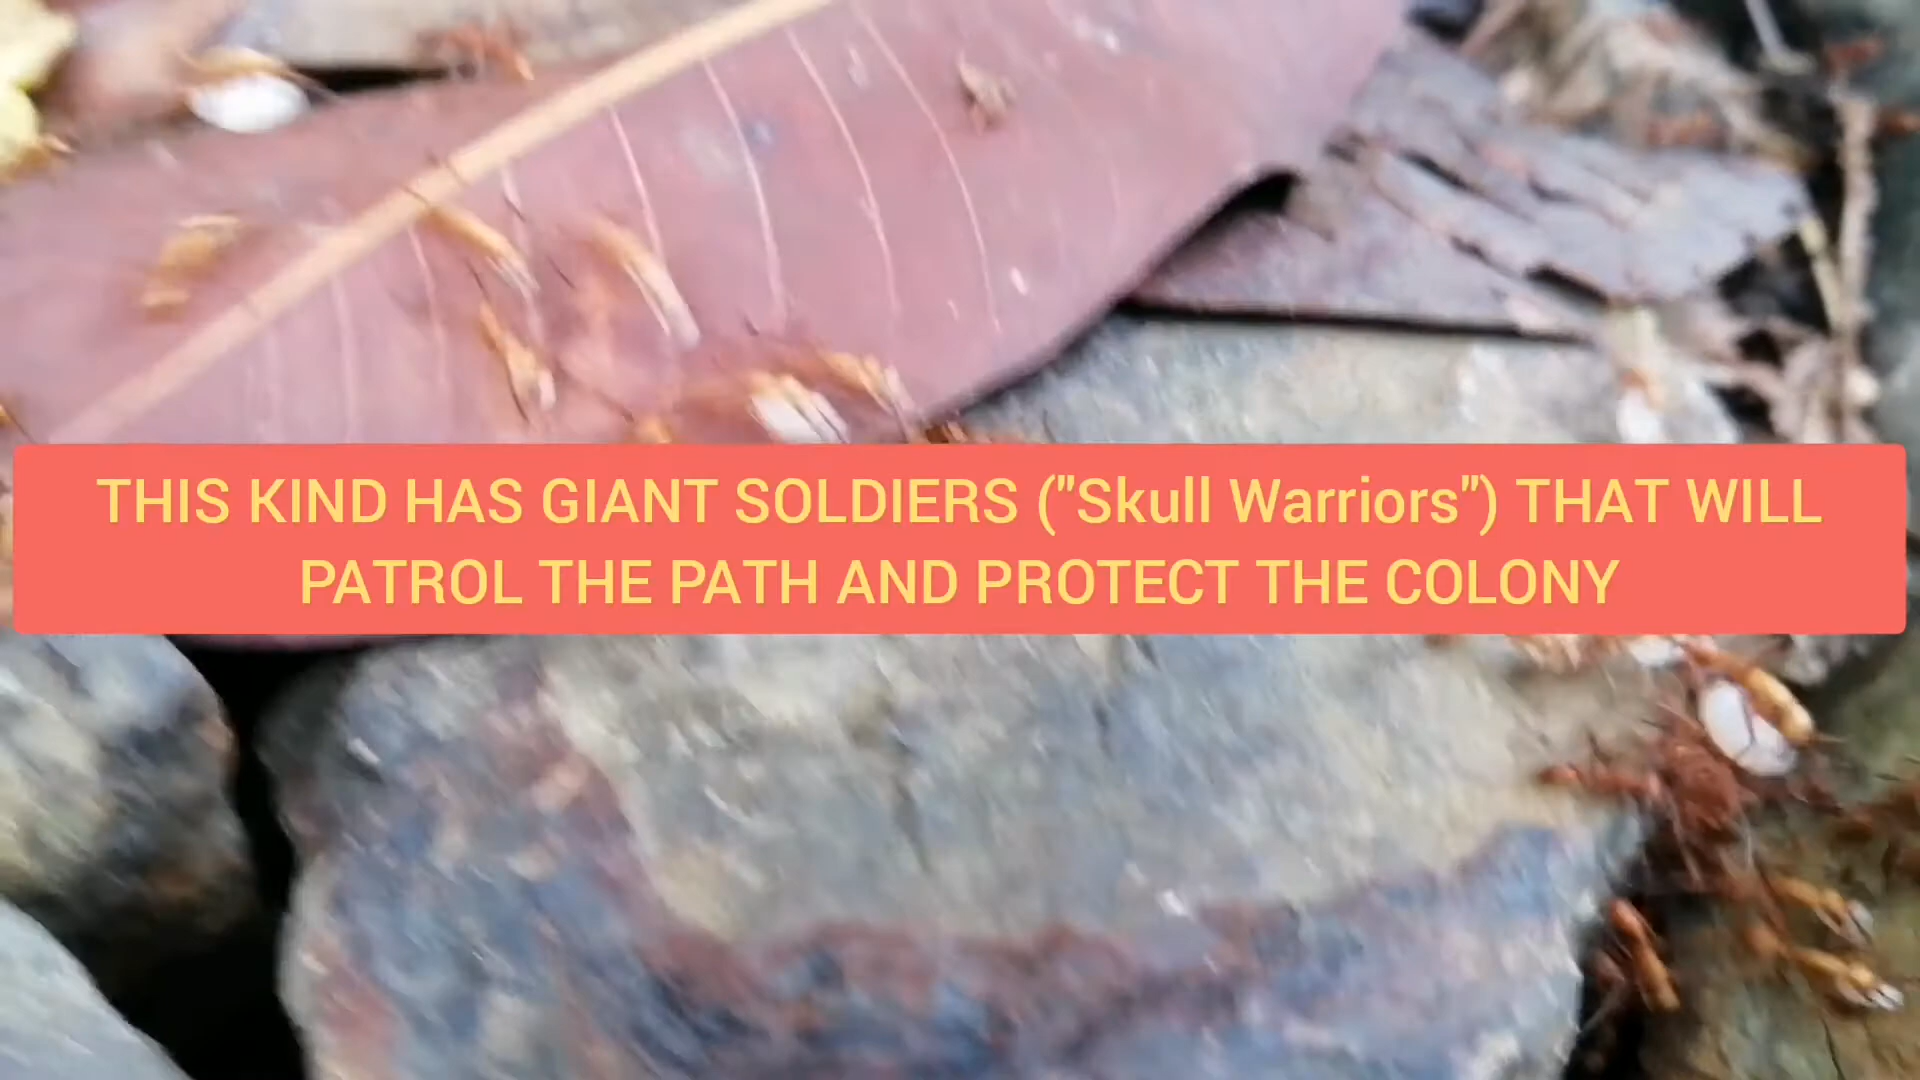 THIS KIND HAS GIANT SOLDIERS ("Skull Warriors") THAT WILL
PATROL THE PATH AND PROTECT THE COLONY